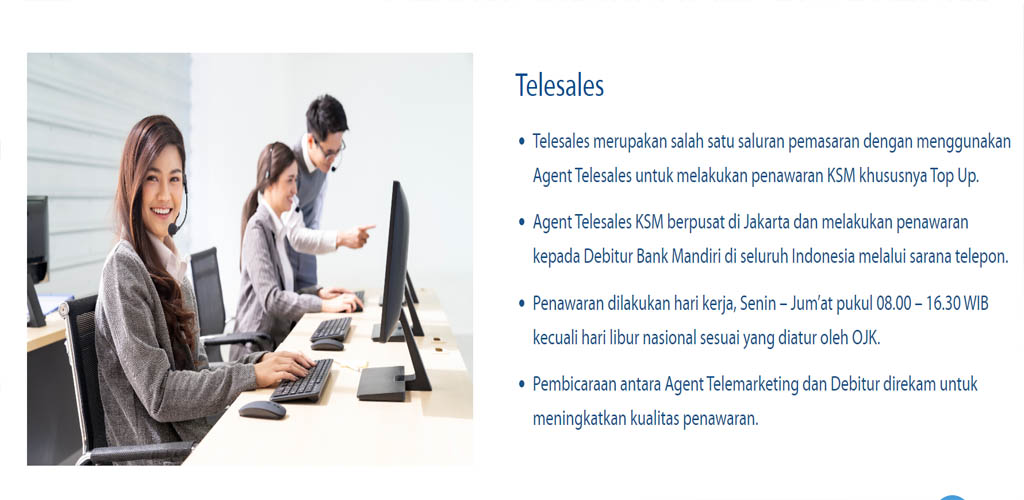 Telesales
• Telesales merupakan salah satu saluran pemasaran dengan menggunakan
Agent Telesales untuk melakukan penawaran KSM khususnya Top Up.
• Agent Telesales KSM berpusat di Jakarta dan melakukan penawaran
kepada Debitur Bank Mandiri di seluruh Indonesia melalui sarana telepon.
• Penawaran dilakukan hari kerja, Senin – Jum’at pukul 08.00 – 16.30 WIB
kecuali hari libur nasional sesuai yang diatur oleh OJK.
• Pembicaraan antara Agent Telemarketing dan Debitur direkam untuk
meningkatkan kualitas penawaran.